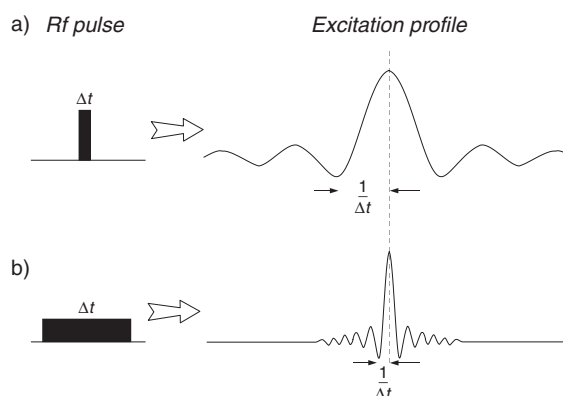 a) Rf pulse Excitation profile
Δt
1
Δt
b)
Δt
1
Δt